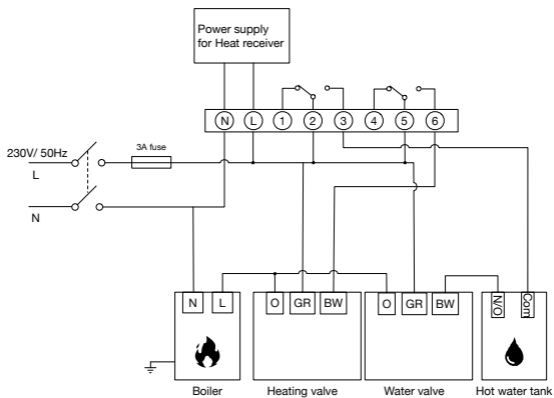 Power supply
for Heat receiver
N L 1 2 3 4 5 6
230V/ 50Hz
L
3A fuse
N
N L
O GR BW
O GR BW
N/O Com
Boiler
Heating valve
Water valve
Hot water tank